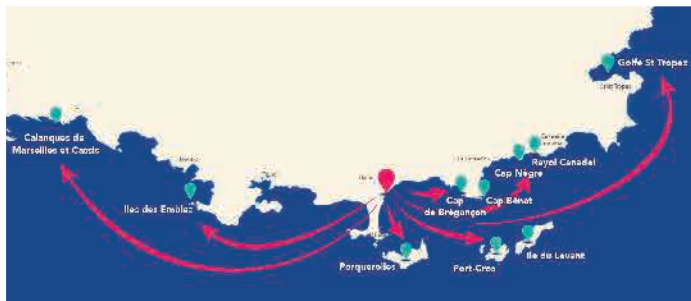 Golfe St Tropez
Calanques de
Marseilles et Cassis
Rayol Canadel
Cap Nègre
Iles des Embiez
Cap
de Brégançon
Cap Bénat
Porquerolles
Port-Cros
Ile du Levant